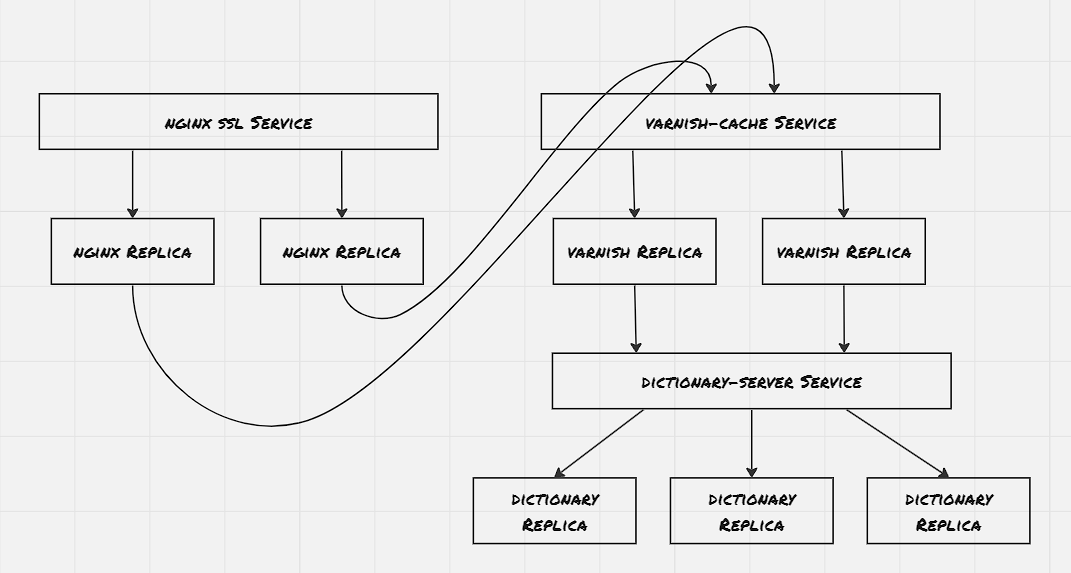 nginx ssl Service
varnish-cache Service
nginx Replica
nginx Replica
varnish Replica
varnish Replica
dictionary-server Service
dictionary
Replica
dictionary
Replica
dictionary
Replica